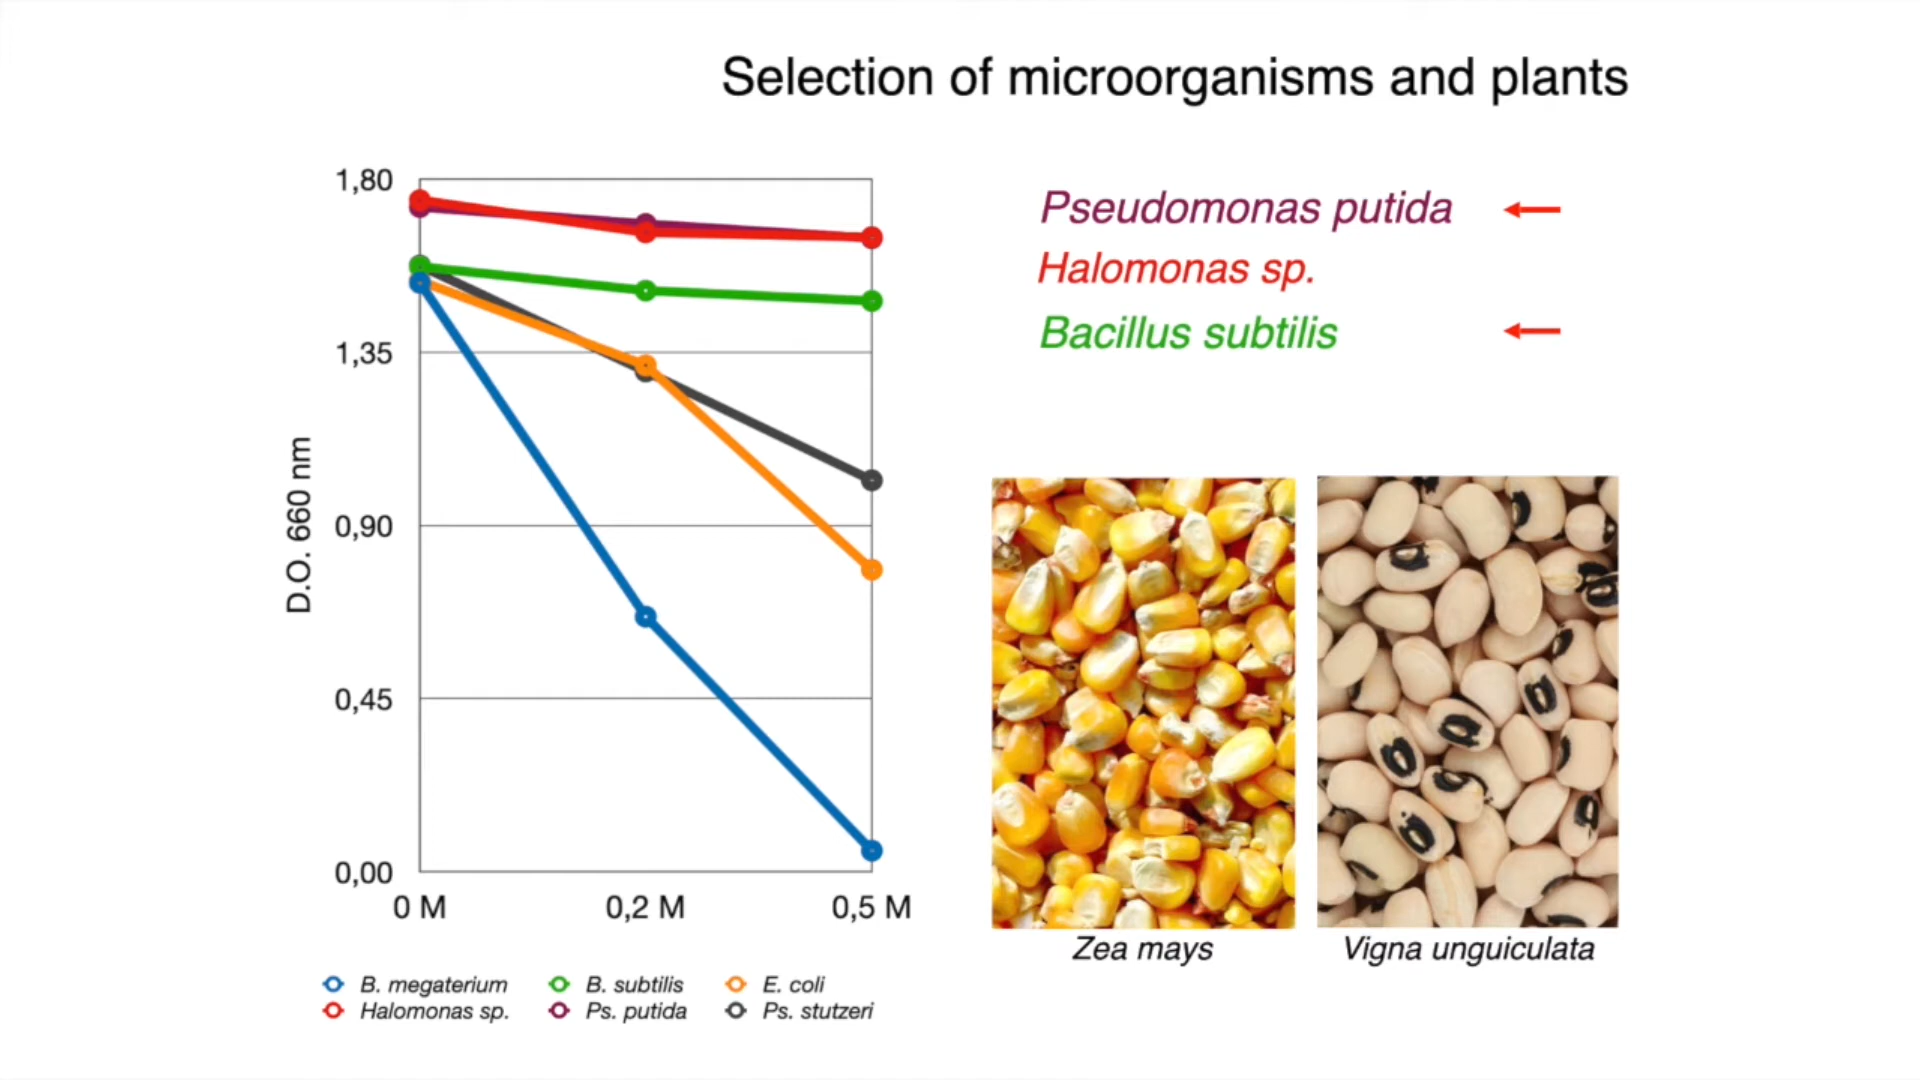 Selection of microorganisms and plants
1,80
1,35
0,90
0,45
0,00
D.O. 660 nm
0 M
0,2 M
0,5 M
B. megaterium
B. subtilis
E. coli
Halomonas sp.
Ps. putida
Ps. stutzeri
Pseudomonas putida
Halomonas sp.
Bacillus subtilis
Zea mays
Vigna unguiculata